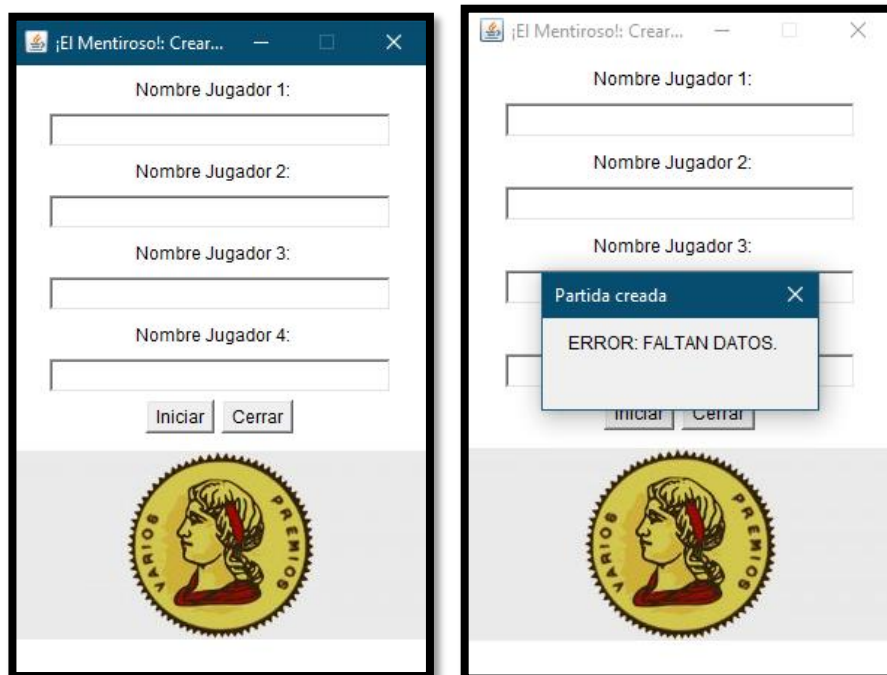 ¡El Mentiroso!: Crear...
Nombre Jugador 1:
Nombre Jugador 2:
Nombre Jugador 3:
Nombre Jugador 4:
Iniciar Cerrar
VARIOS PREMIOS
¡El Mentiroso!: Crear...
Nombre Jugador 1:
Nombre Jugador 2:
Nombre Jugador 3:
Partida creada
ERROR: FALTAN DATOS.
Iniciar Cerrar
VARIOS PREMIOS